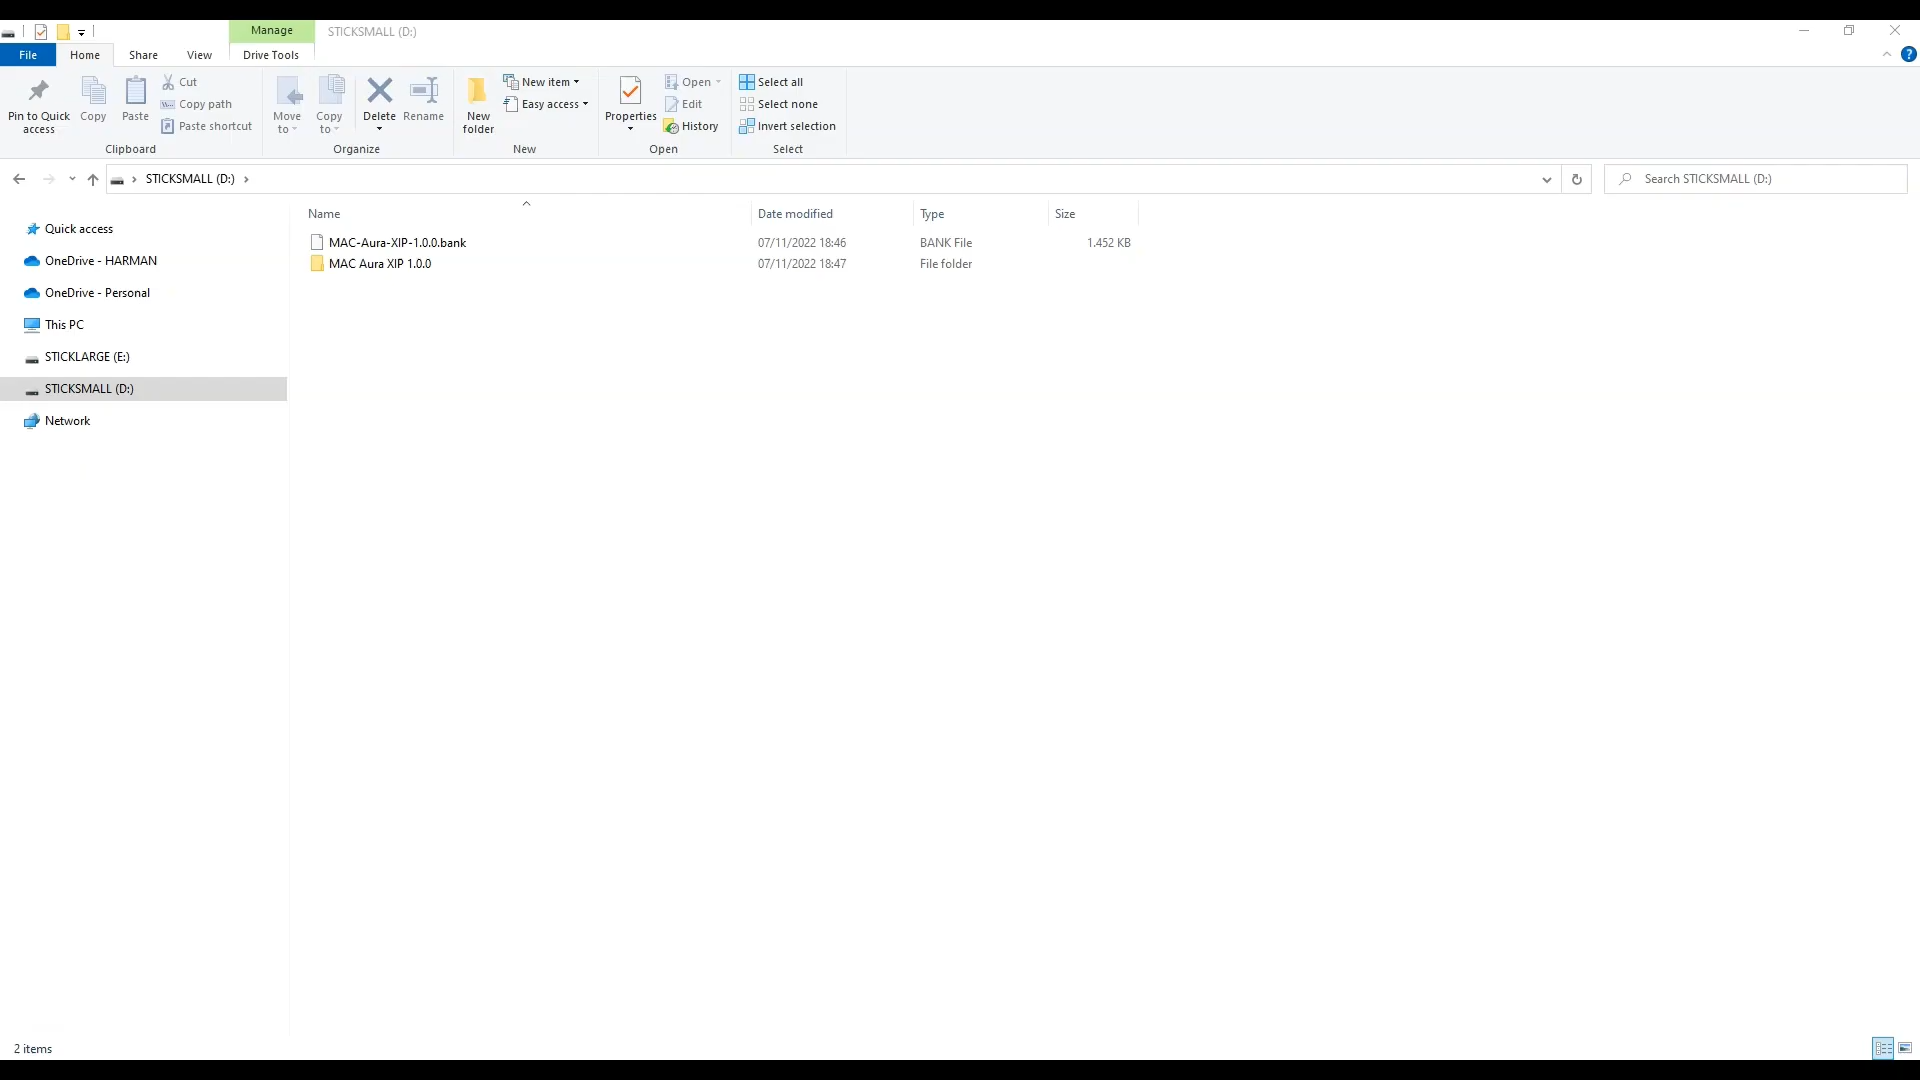 Manage
STICKSMALL (D:)
File
Home
Share
View
Drive Tools
Pin to Quick access
Copy
Paste
Cut
Copy path
Paste shortcut
Clipboard
Move to
Copy to
Delete
Rename
Organize
New folder
New item
Easy access
New
Properties
Open
Edit
History
Open
Select all
Select none
Invert selection
Select
STICKSMALL (D:)
Search STICKSMALL (D:)
Quick access
OneDrive - HARMAN
OneDrive - Personal
This PC
STICKLARGE (E:)
STICKSMALL (D:)
Network
Name Date modified Type Size
MAC-Aura-XIP-1.0.0.bank 07/11/2022 18:46 BANK File 1.452 KB
MAC Aura XIP 1.0.0 07/11/2022 18:47 File folder
2 items